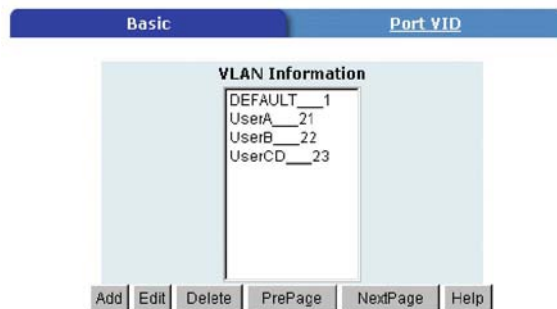 Basic Port VID
VLAN Information
DEFAULT___1
UserA___21
UserB___22
UserCD___23
Add Edit Delete PrePage NextPage Help